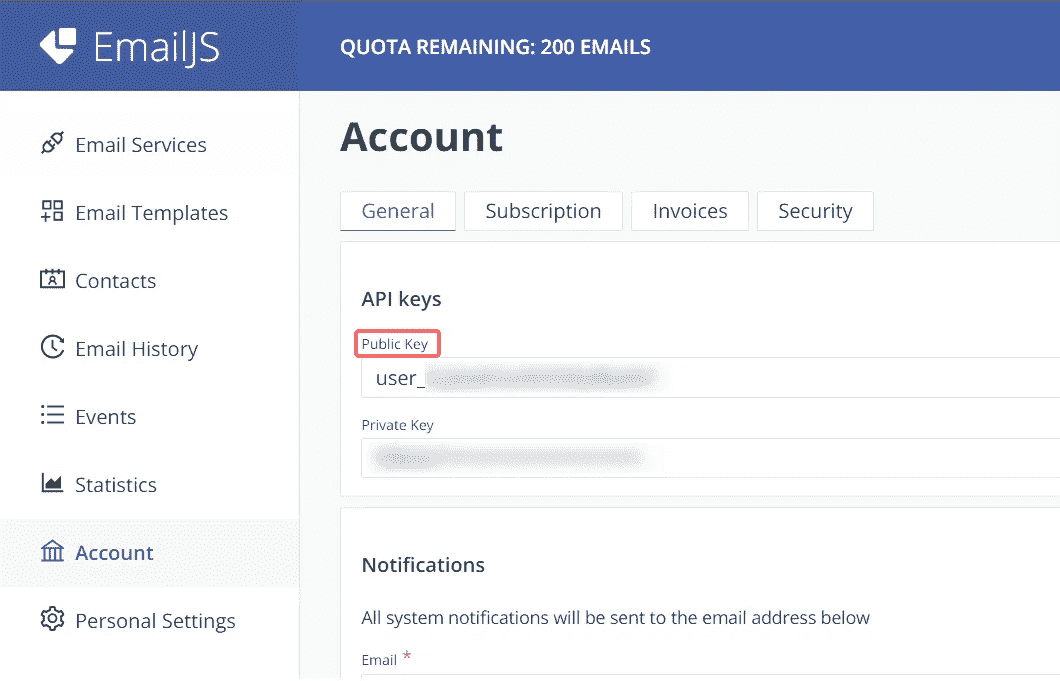 EmailJS
QUOTA REMAINING: 200 EMAILS
Email Services
Email Templates
Contacts
Email History
Events
Statistics
Account
Personal Settings
Account
General
Subscription
Invoices
Security
API keys
Public Key
user_
Private Key
Notifications
All system notifications will be sent to the email address below
Email *